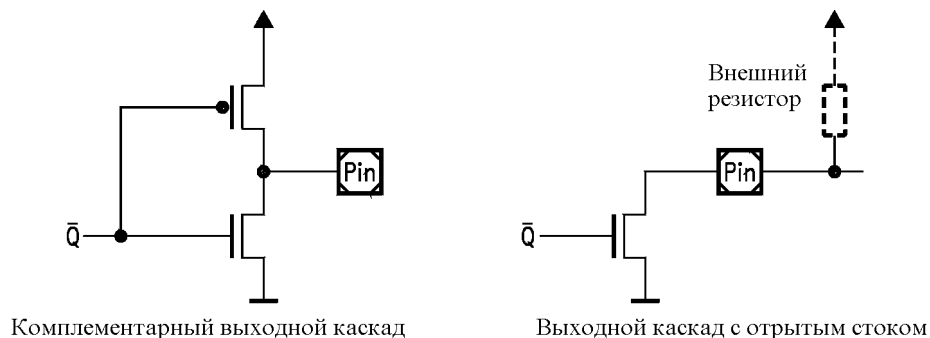 Внешний
резистор
Pin
Pin
Q̄
Q̄
Комплементарный выходной каскад
Выходной каскад с отрытым стоком